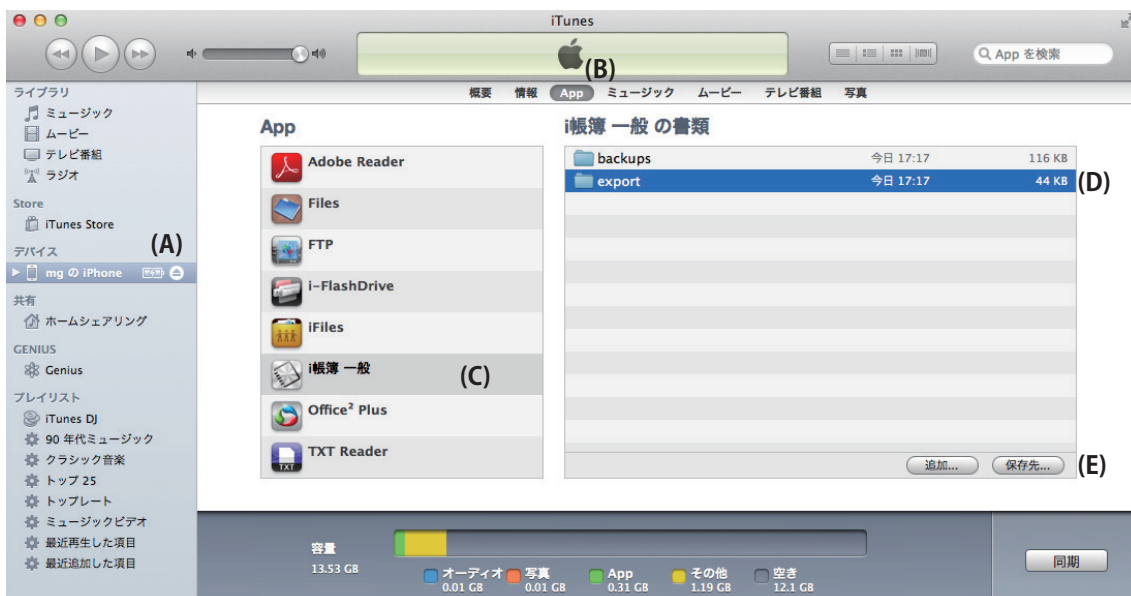 iTunes
App を検索
(B)
概要 情報 App ミュージック ムービー テレビ番組 写真
ライブラリ
ミュージック
ムービー
テレビ番組
ラジオ
Store
iTunes Store
デバイス
(A)
mg の iPhone
共有
ホームシェアリング
GENIUS
Genius
プレイリスト
iTunes DJ
90 年代ミュージック
クラシック音楽
トップ 25
トップレート
ミュージックビデオ
最近再生した項目
最近追加した項目
App
Adobe Reader
Files
FTP
i-FlashDrive
iFiles
i帳簿 一般
(C)
Office² Plus
TXT
TXT Reader
i帳簿 一般 の書類
backups 今日 17:17 116 KB
export 今日 17:17 44 KB
(D)
追加... 保存先...
(E)
容量
13.53 GB
オーディオ 写真 App その他 空き
0.01 GB 0.01 GB 0.31 GB 1.19 GB 12.1 GB
同期